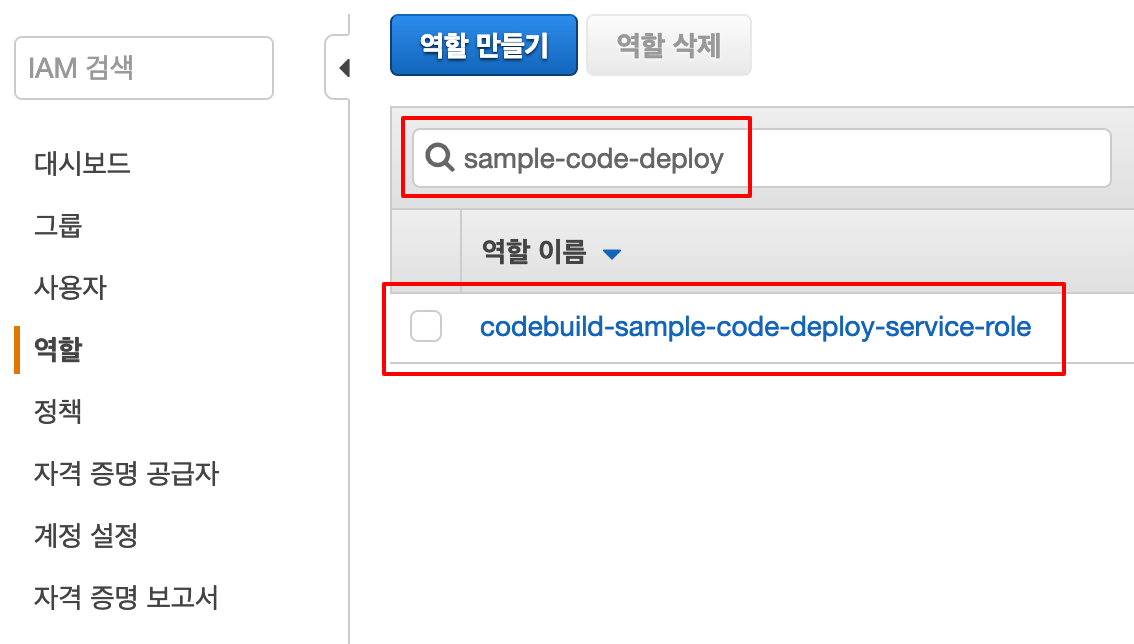 IAM 검색
대시보드
그룹
사용자
역할
정책
자격 증명 공급자
계정 설정
자격 증명 보고서
역할 만들기
역할 삭제
sample-code-deploy
역할 이름
codebuild-sample-code-deploy-service-role